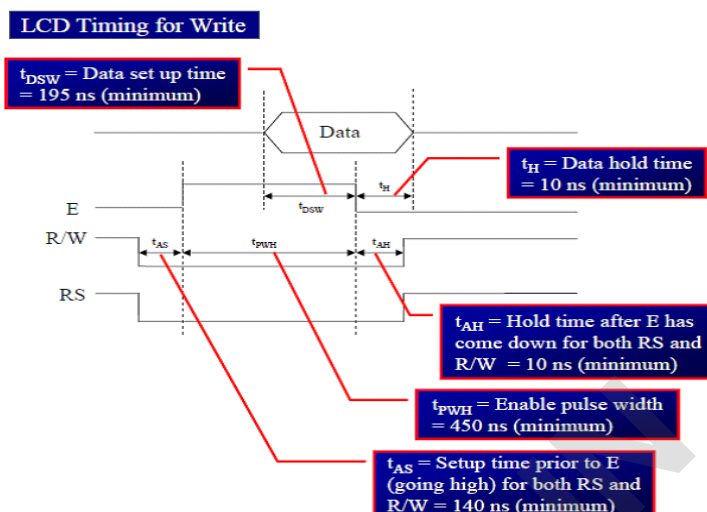 LCD Timing for Write
tDSW = Data set up time
= 195 ns (minimum)
Data
tH = Data hold time
= 10 ns (minimum)
tH
E
tDSW
R/W
tAS
tPWH
tAH
RS
tAH = Hold time after E has
come down for both RS and
R/W = 10 ns (minimum)
tPWH = Enable pulse width
= 450 ns (minimum)
tAS = Setup time prior to E
(going high) for both RS and
R/W = 140 ns (minimum)